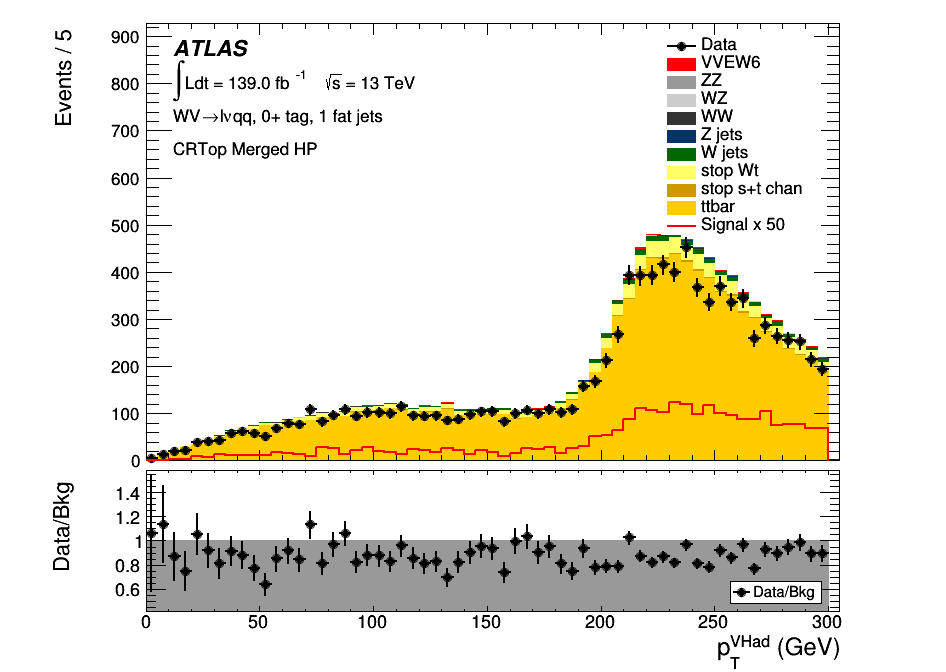 Events / 5
900
800
700
600
500
400
300
200
100
0
ATLAS
∫Ldt = 139.0 fb⁻¹ √s = 13 TeV
WV→lνqq, 0+ tag, 1 fat jets
CRTop Merged HP
Data
VVEW6
ZZ
WZ
WW
Z jets
W jets
stop Wt
stop s+t chan
ttbar
Signal x 50
Data/Bkg
1.4
1.2
1
0.8
0.6
Data/Bkg
0 50 100 150 200 250 300
p_T^VHad (GeV)